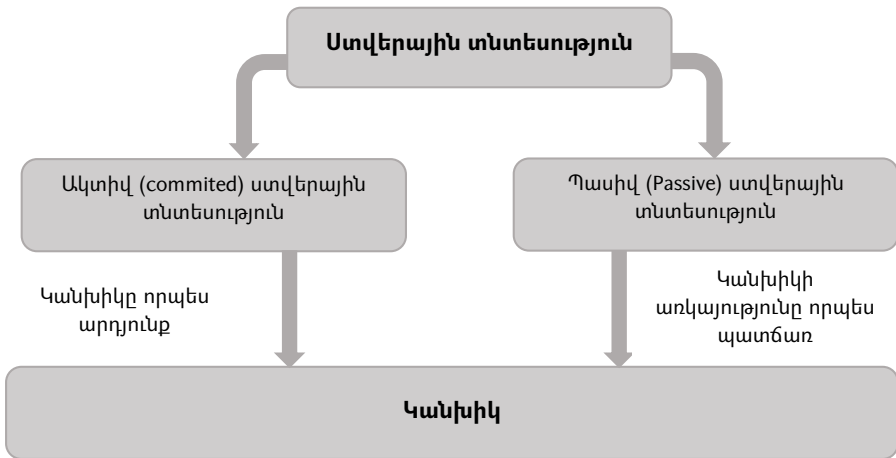 Ստվերային տնտեսություն
Ակտիվ (commited) ստվերային
տնտեսություն
Պասիվ (Passive) ստվերային
տնտեսություն
Կանխիկը որպես
արդյունք
Կանխիկի
առկայությունը որպես
պատճառ
Կանխիկ